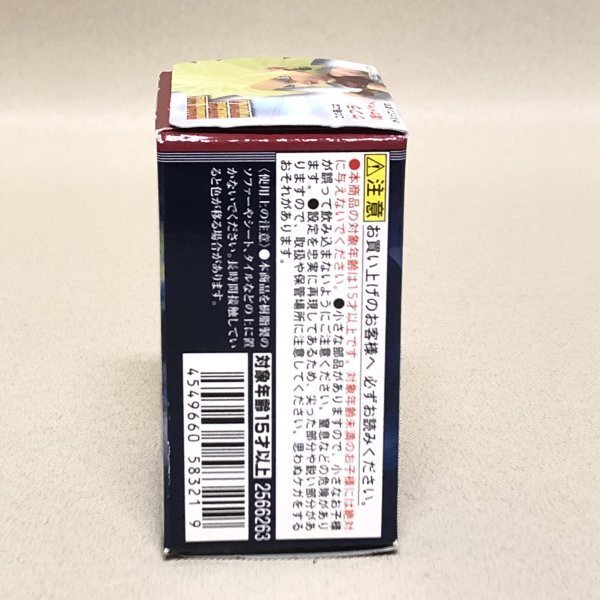 ⚠注意 お買い上げのお客様へ 必ずお読みください。
●本商品の対象年齢は15才以上です。対象年齢未満のお子様には絶対
に与えないでください。●小さな部品がありますので、小さなお子様
が誤って飲み込まないようにご注意ください。窒息などの危険があり
ます。●設定を忠実に再現してあるため、尖った部分や鋭い部分があ
りますので、取扱や保管場所に注意してください。思わぬケガをする
おそれがあります。
〈使用上の注意〉●本商品を樹脂製の
ソファーやシート、タイルなどの上に置
かないでください。長時間接触してい
ると色が移る場合があります。
対象年齢15才以上 2566263
4549660 583219